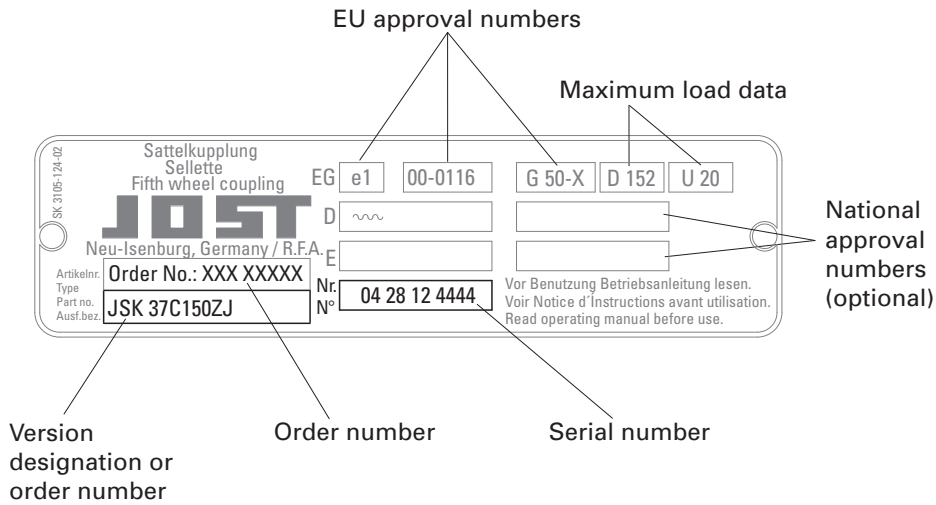 EU approval numbers
Maximum load data
SK 3105-124-02
Sattelkupplung
Sellette
Fifth wheel coupling
JOST
Neu-Isenburg, Germany / R.F.A.
EG e1 00-0116 G 50-X D 152 U 20
D
E
National
approval
numbers
(optional)
Artikelnr.
Type
Part no.
Ausf.bez.
Order No.: XXX XXXXX
JSK 37C150ZJ
Nr.
N°
04 28 12 4444
Vor Benutzung Betriebsanleitung lesen.
Voir Notice d´Instructions avant utilisation.
Read operating manual before use.
Version
designation or
order number
Order number
Serial number